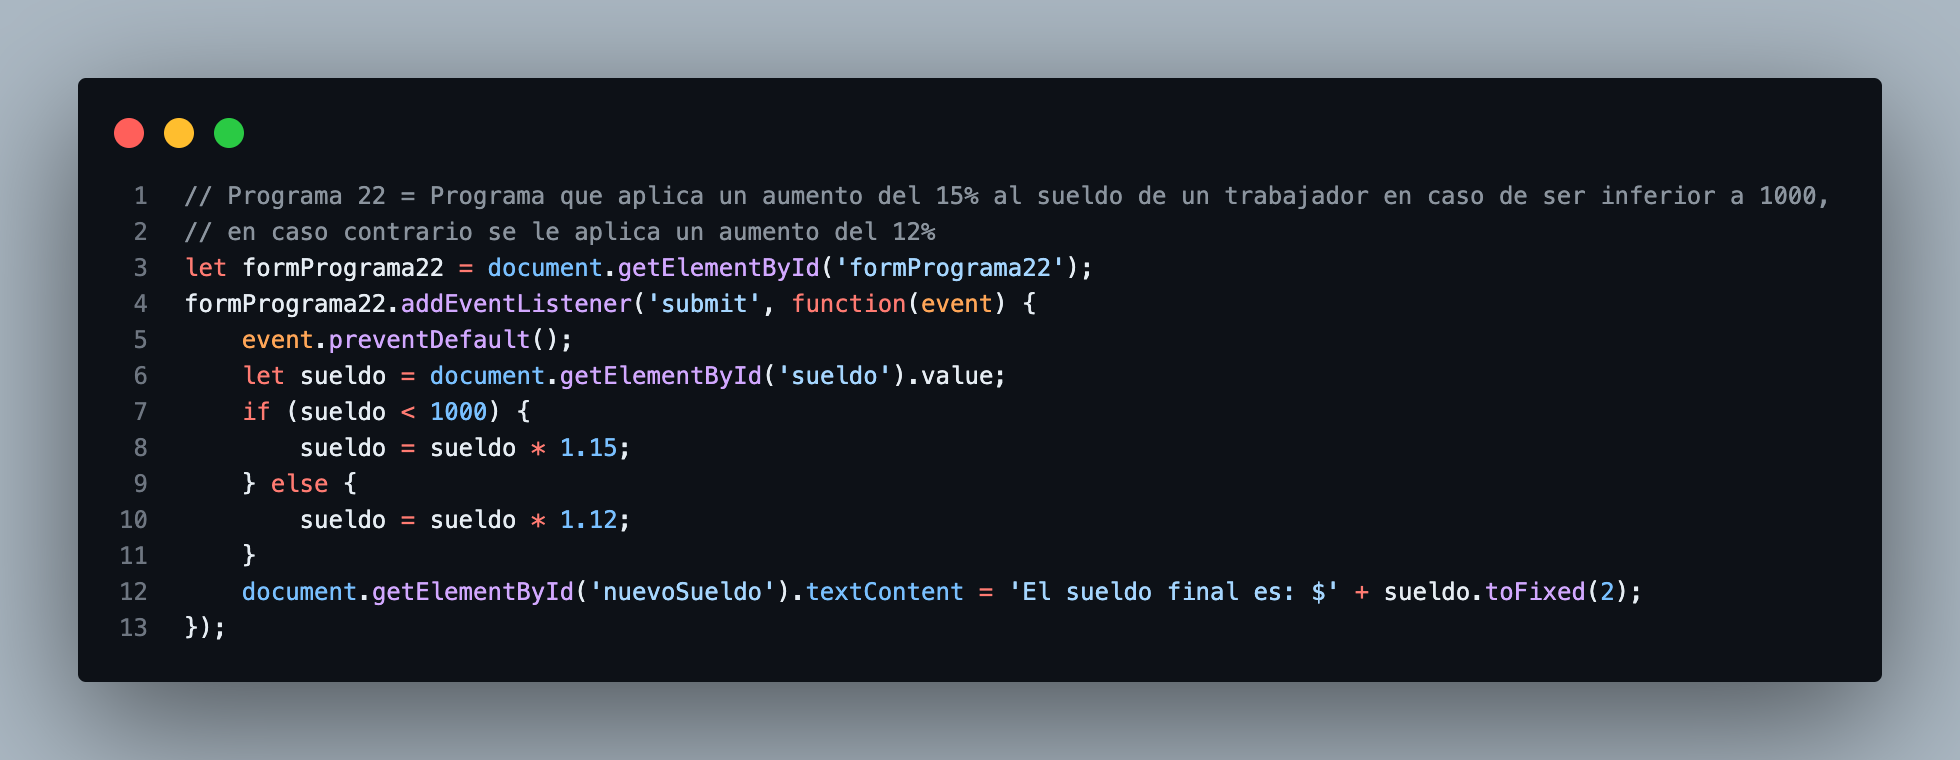 1 // Programa 22 = Programa que aplica un aumento del 15% al sueldo de un trabajador en caso de ser inferior a 1000,
2 // en caso contrario se le aplica un aumento del 12%
3 let formPrograma22 = document.getElementById('formPrograma22');
4 formPrograma22.addEventListener('submit', function(event) {
5     event.preventDefault();
6     let sueldo = document.getElementById('sueldo').value;
7     if (sueldo < 1000) {
8         sueldo = sueldo * 1.15;
9     } else {
10         sueldo = sueldo * 1.12;
11     }
12     document.getElementById('nuevoSueldo').textContent = 'El sueldo final es: $' + sueldo.toFixed(2);
13 });